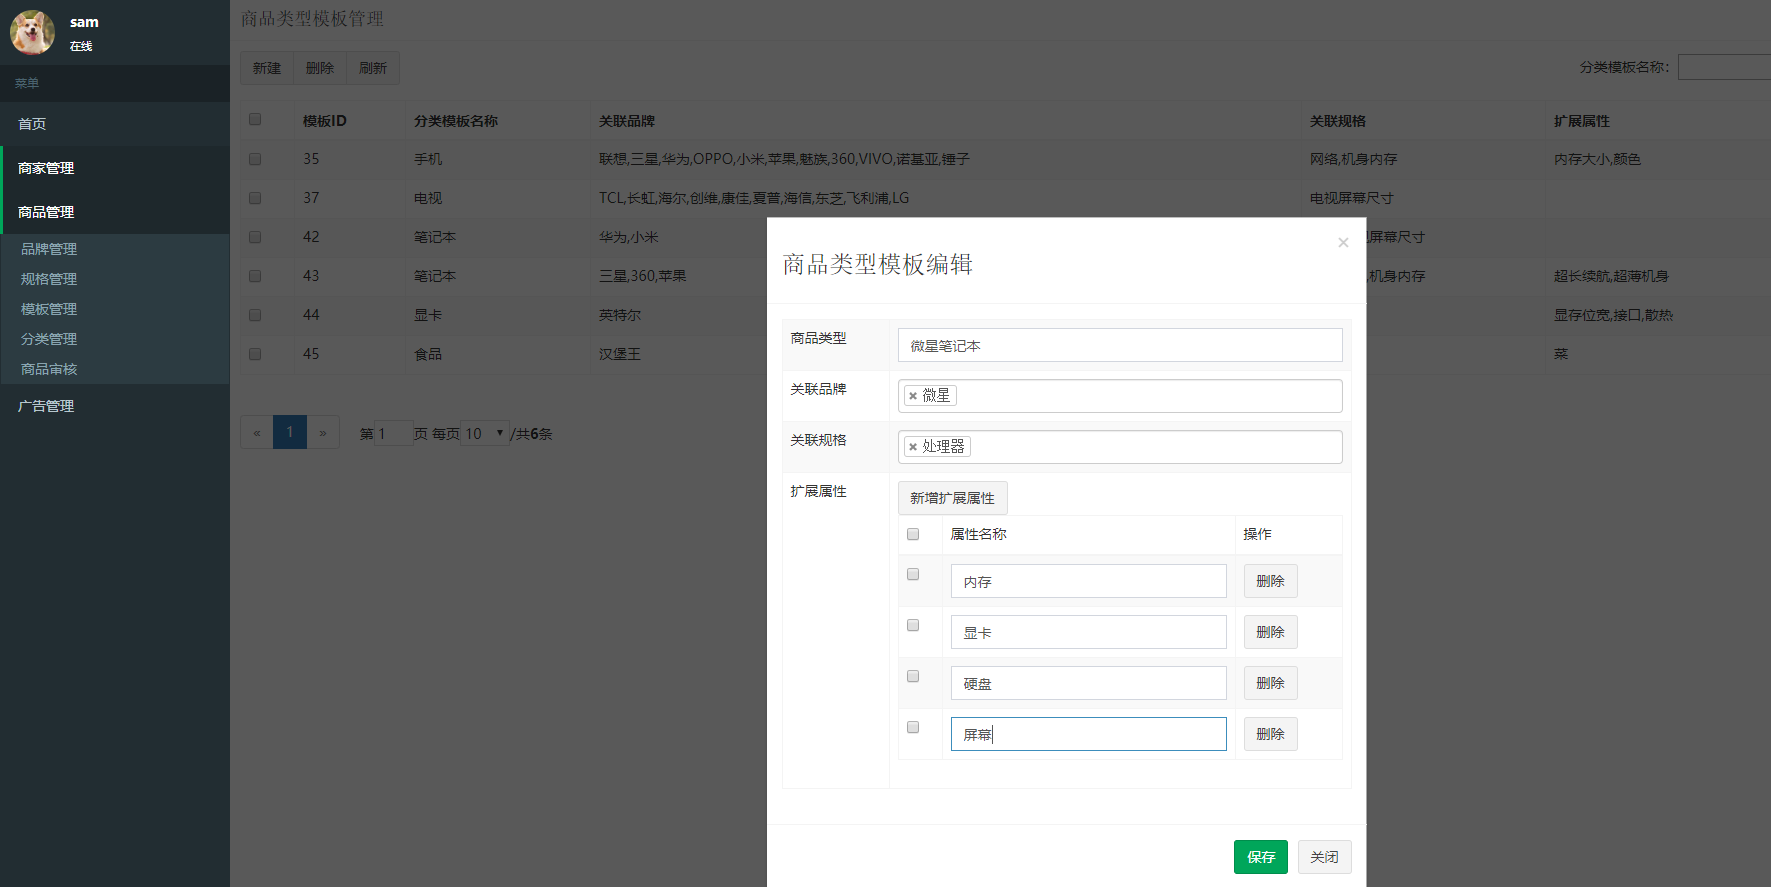 sam
在线
菜单
首页
商家管理
商品管理
品牌管理
规格管理
模板管理
分类管理
商品审核
广告管理
商品类型模板管理
新建 删除 刷新
分类模板名称：
模板ID 分类模板名称 关联品牌 关联规格 扩展属性
35 手机 联想,三星,华为,OPPO,小米,苹果,魅族,360,VIVO,诺基亚,锤子 网络,机身内存 内存大小,颜色
37 电视 TCL,长虹,海尔,创维,康佳,夏普,海信,东芝,飞利浦,LG 电视屏幕尺寸
42 笔记本 华为,小米 屏幕尺寸
43 笔记本 三星,360,苹果 ,机身内存 超长续航,超薄机身
44 显卡 英特尔 显存位宽,接口,散热
45 食品 汉堡王 菜
« 1 » 第 1 页 每页 10 /共6条
×
商品类型模板编辑
商品类型 微星笔记本
关联品牌 × 微星
关联规格 × 处理器
扩展属性 新增扩展属性
属性名称 操作
内存 删除
显卡 删除
硬盘 删除
屏幕 删除
保存 关闭